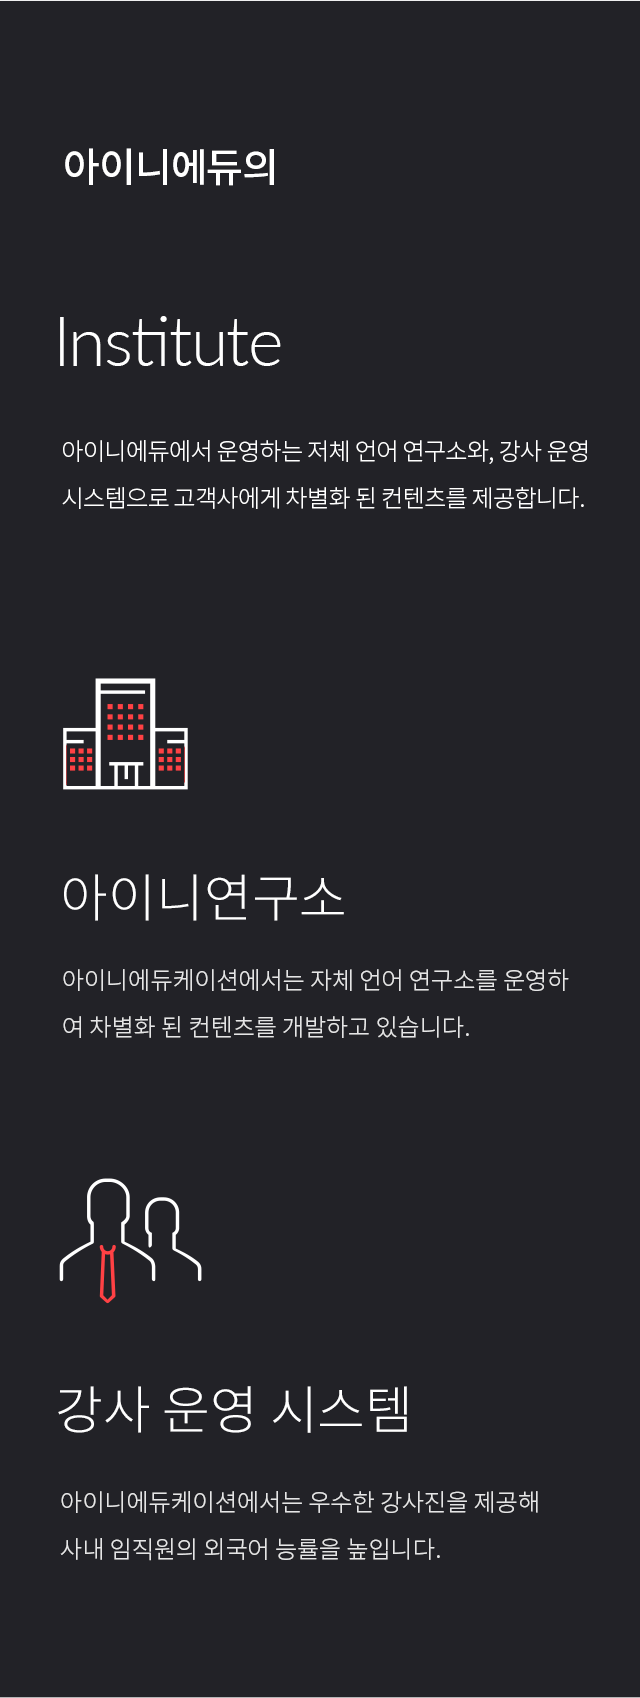 아이니에듀의
Institute
아이니에듀에서 운영하는 저체 언어 연구소와, 강사 운영
시스템으로 고객사에게 차별화 된 컨텐츠를 제공합니다.
아이니연구소
아이니에듀케이션에서는 자체 언어 연구소를 운영하
여 차별화 된 컨텐츠를 개발하고 있습니다.
강사 운영 시스템
아이니에듀케이션에서는 우수한 강사진을 제공해
사내 임직원의 외국어 능률을 높입니다.